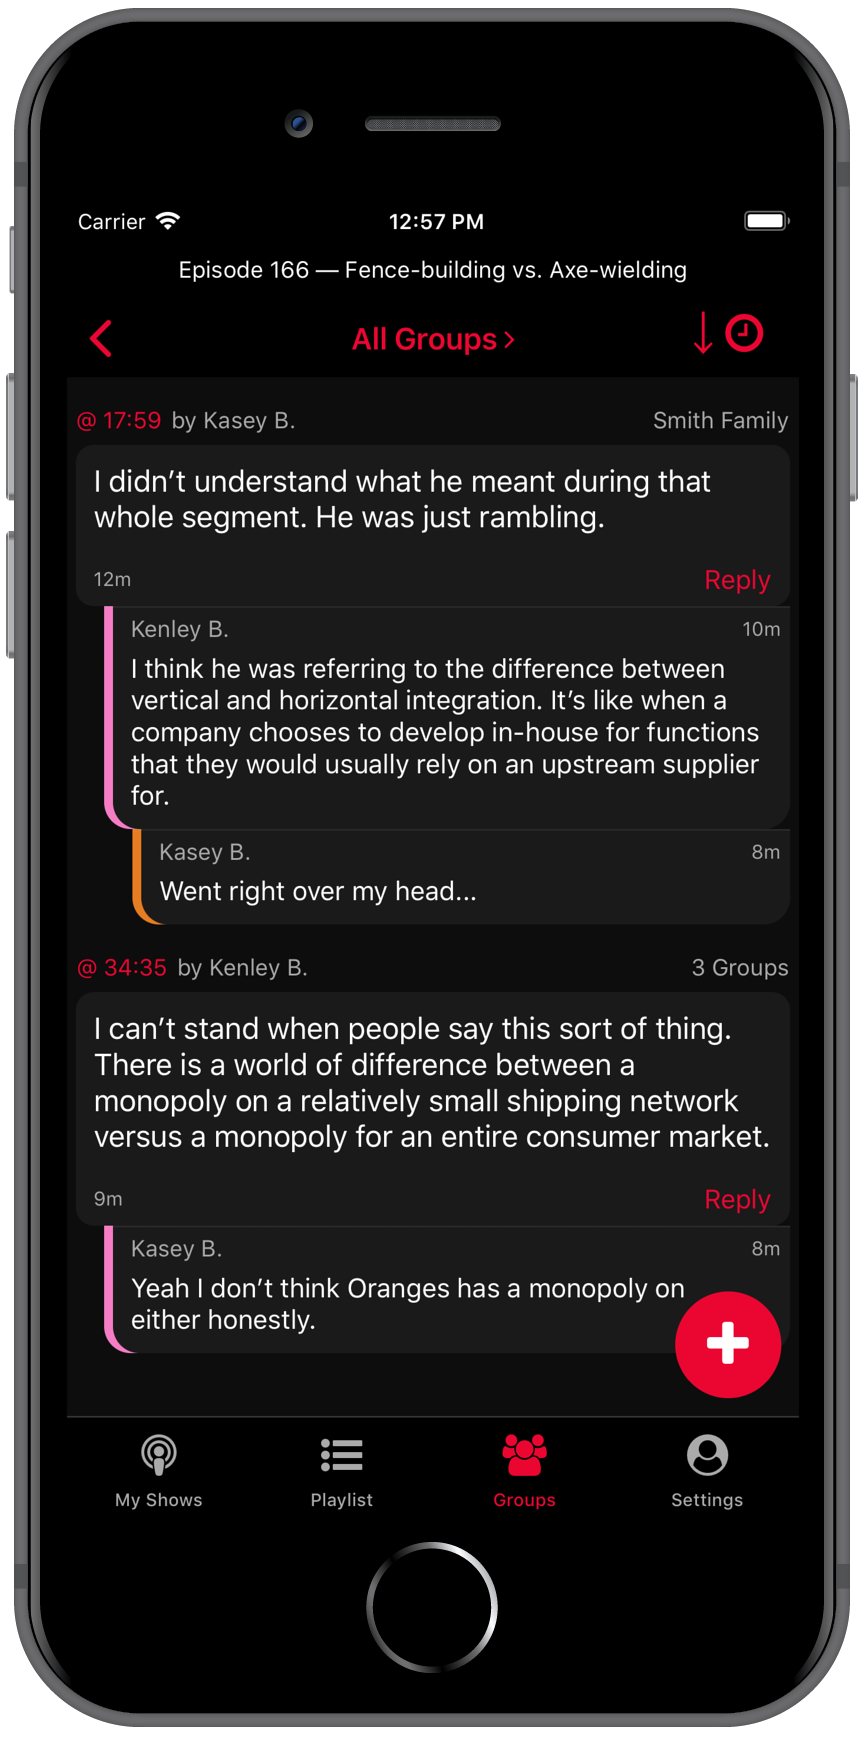 Carrier 12:57 PM
Episode 166 — Fence-building vs. Axe-wielding
All Groups >
@ 17:59 by Kasey B. Smith Family
I didn’t understand what he meant during that
whole segment. He was just rambling.
12m Reply
Kenley B. 10m
I think he was referring to the difference between
vertical and horizontal integration. It’s like when a
company chooses to develop in-house for functions
that they would usually rely on an upstream supplier
for.
Kasey B. 8m
Went right over my head...
@ 34:35 by Kenley B. 3 Groups
I can’t stand when people say this sort of thing.
There is a world of difference between a
monopoly on a relatively small shipping network
versus a monopoly for an entire consumer market.
9m Reply
Kasey B. 8m
Yeah I don’t think Oranges has a monopoly on
either honestly.
My Shows Playlist Groups Settings